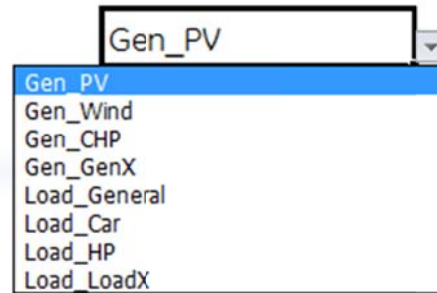 Gen_PV
Gen_PV
Gen_Wind
Gen_CHP
Gen_GenX
Load_General
Load_Car
Load_HP
Load_LoadX